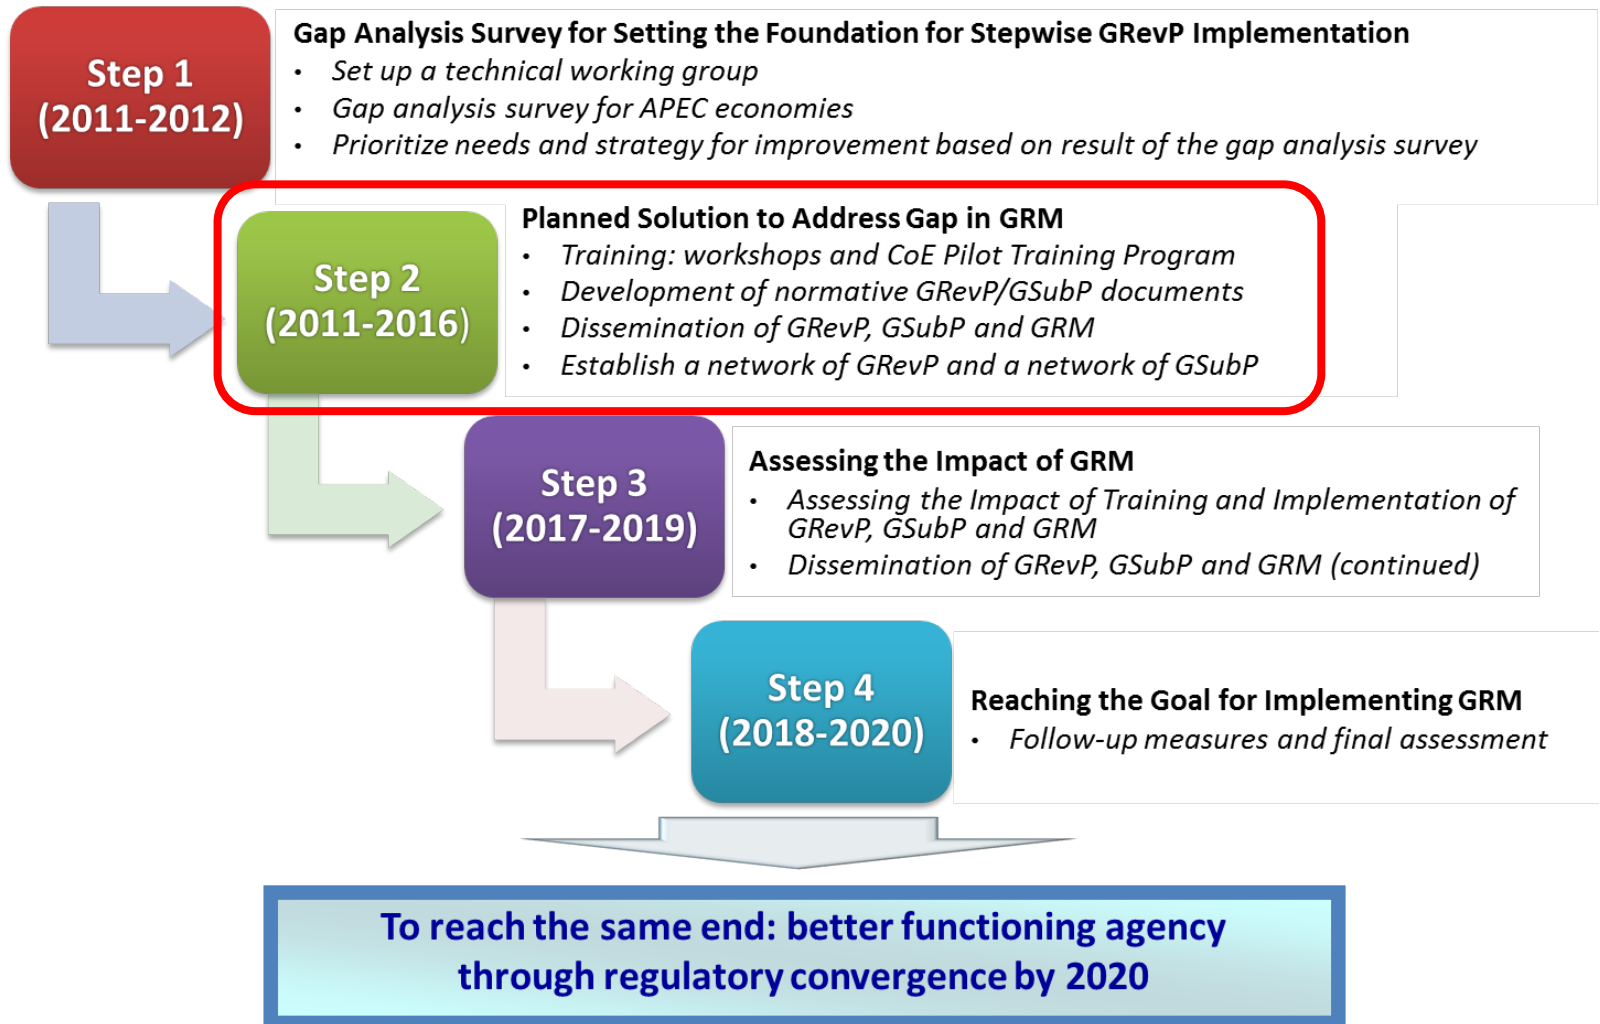 Step 1
(2011-2012)
Gap Analysis Survey for Setting the Foundation for Stepwise GRevP Implementation
• Set up a technical working group
• Gap analysis survey for APEC economies
• Prioritize needs and strategy for improvement based on result of the gap analysis survey
Step 2
(2011-2016)
Planned Solution to Address Gap in GRM
• Training: workshops and CoE Pilot Training Program
• Development of normative GRevP/GSubP documents
• Dissemination of GRevP, GSubP and GRM
• Establish a network of GRevP and a network of GSubP
Step 3
(2017-2019)
Assessing the Impact of GRM
• Assessing the Impact of Training and Implementation of
GRevP, GSubP and GRM
• Dissemination of GRevP, GSubP and GRM (continued)
Step 4
(2018-2020)
Reaching the Goal for Implementing GRM
• Follow-up measures and final assessment
To reach the same end: better functioning agency
through regulatory convergence by 2020